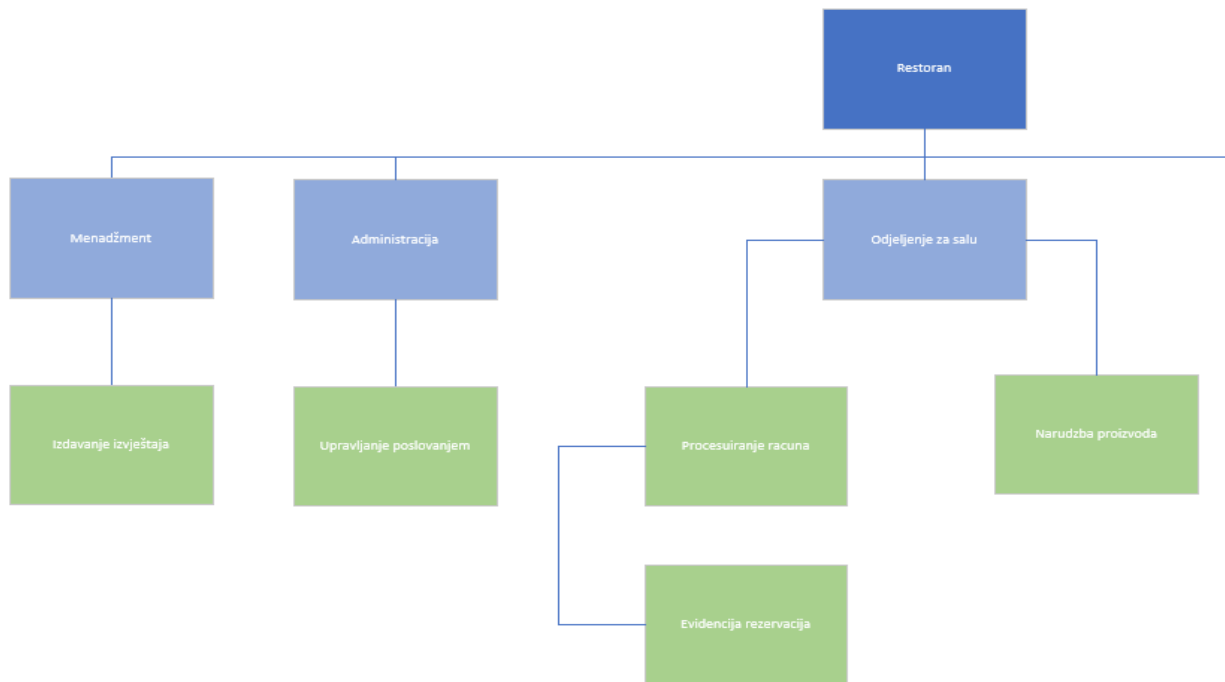 Restoran
Menadžment
Administracija
Odjeljenje za salu
Izdavanje izvještaja
Upravljanje poslovanjem
Procesuiranje racuna
Narudzba proizvoda
Evidencija rezervacija